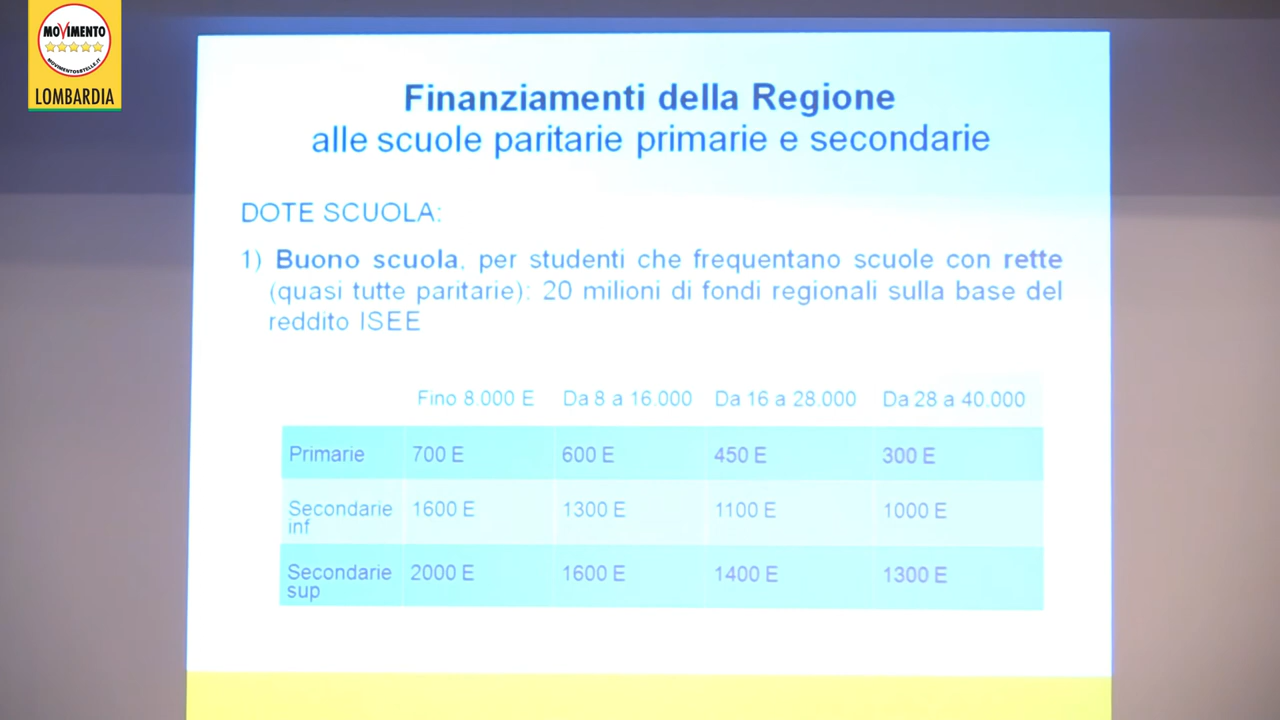 MOVIMENTO
MOVIMENTO5STELLE.IT
LOMBARDIA
Finanziamenti della Regione
alle scuole paritarie primarie e secondarie
DOTE SCUOLA:
1) Buono scuola, per studenti che frequentano scuole con rette
(quasi tutte paritarie): 20 milioni di fondi regionali sulla base del
reddito ISEE
Fino 8.000 E Da 8 a 16.000 Da 16 a 28.000 Da 28 a 40.000
Primarie 700 E 600 E 450 E 300 E
Secondarie
inf 1600 E 1300 E 1100 E 1000 E
Secondarie
sup 2000 E 1600 E 1400 E 1300 E